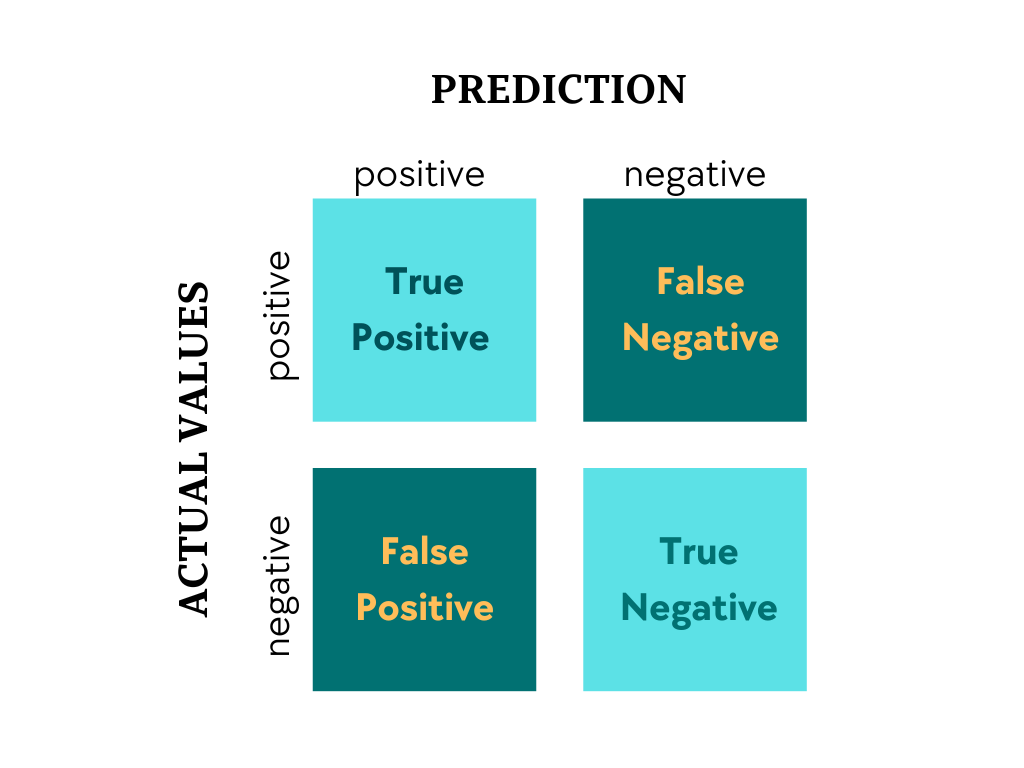 PREDICTION
positive
negative
ACTUAL VALUES
positive
True
Positive
False
Negative
negative
False
Positive
True
Negative